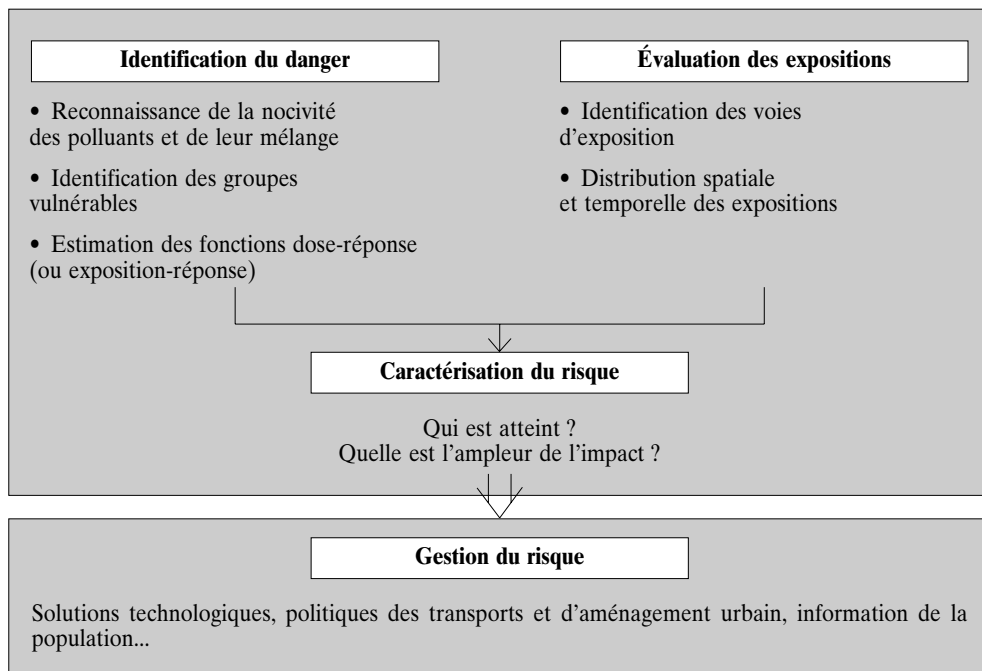 Identification du danger
• Reconnaissance de la nocivité
des polluants et de leur mélange
• Identification des groupes
vulnérables
• Estimation des fonctions dose-réponse
(ou exposition-réponse)
Évaluation des expositions
• Identification des voies
d'exposition
• Distribution spatiale
et temporelle des expositions
Caractérisation du risque
Qui est atteint ?
Quelle est l'ampleur de l'impact ?
Gestion du risque
Solutions technologiques, politiques des transports et d'aménagement urbain, information de la
population...